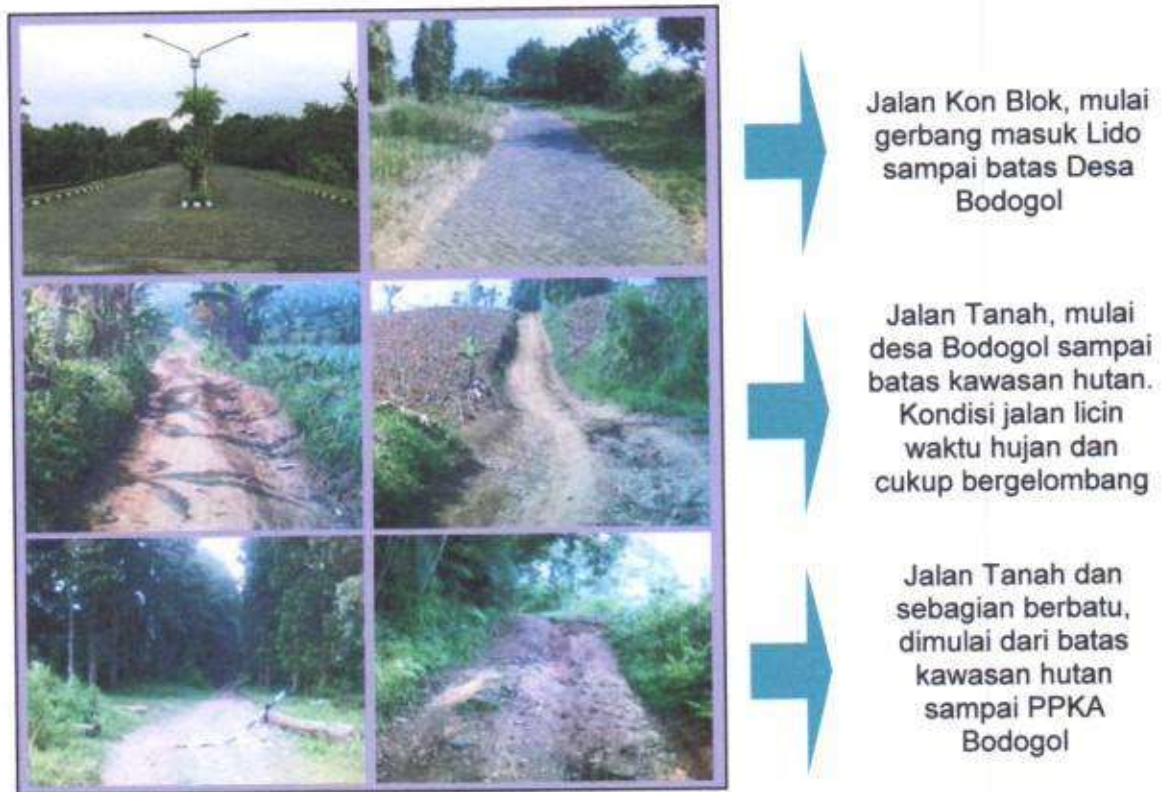 Jalan Kon Blok, mulai
gerbang masuk Lido
sampai batas Desa
Bodogol
Jalan Tanah, mulai
desa Bodogol sampai
batas kawasan hutan.
Kondisi jalan licin
waktu hujan dan
cukup bergelombang
Jalan Tanah dan
sebagian berbatu,
dimulai dari batas
kawasan hutan
sampai PPKA
Bodogol